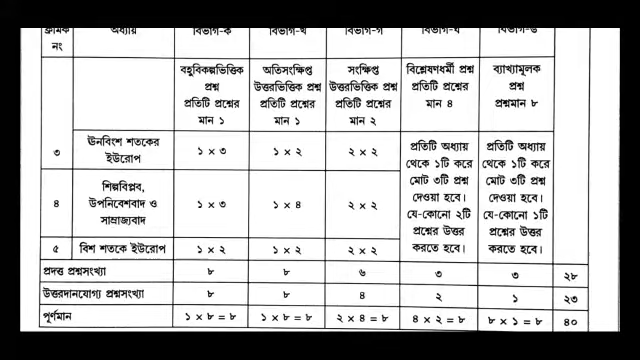 ক্রমিক নং অধ্যায় বিভাগ-ক বিভাগ-খ বিভাগ-গ বিভাগ-ঘ বিভাগ-ঙ
বহুবিকল্পভিত্তিক অতিসংক্ষিপ্ত সংক্ষিপ্ত বিশ্লেষণধর্মী প্রশ্ন ব্যাখ্যামূলক
প্রশ্ন উত্তরভিত্তিক প্রশ্ন উত্তরভিত্তিক প্রশ্ন প্রতিটি প্রশ্নের প্রশ্ন
প্রতিটি প্রশ্নের প্রতিটি প্রশ্নের প্রতিটি প্রশ্নের মান ৪ প্রশ্নমান ৮
মান ১ মান ১ মান ২
৩ ঊনবিংশ শতকের ইউরোপ ১ × ৩ ১ × ২ ২ × ২
প্রতিটি অধ্যায় প্রতিটি অধ্যায়
থেকে ১টি করে থেকে ১টি করে
মোট ৩টি প্রশ্ন মোট ৩টি প্রশ্ন
দেওয়া হবে। দেওয়া হবে।
যে-কোনো ২টি যে-কোনো ১টি
প্রশ্নের উত্তর প্রশ্নের উত্তর
করতে হবে। করতে হবে।
৪ শিল্পবিপ্লব, উপনিবেশবাদ ও সাম্রাজ্যবাদ ১ × ৩ ১ × ৪ ২ × ২
৫ বিশ শতকে ইউরোপ ১ × ২ ১ × ২ ২ × ২
প্রদত্ত প্রশ্নসংখ্যা ৮ ৮ ৬ ৩ ৩ ২৮
উত্তরদানযোগ্য প্রশ্নসংখ্যা ৮ ৮ ৪ ২ ১ ২৩
পূর্ণমান ১ × ৮ = ৮ ১ × ৮ = ৮ ২ × ৪ = ৮ ৪ × ২ = ৮ ৮ × ১ = ৮ ৪০